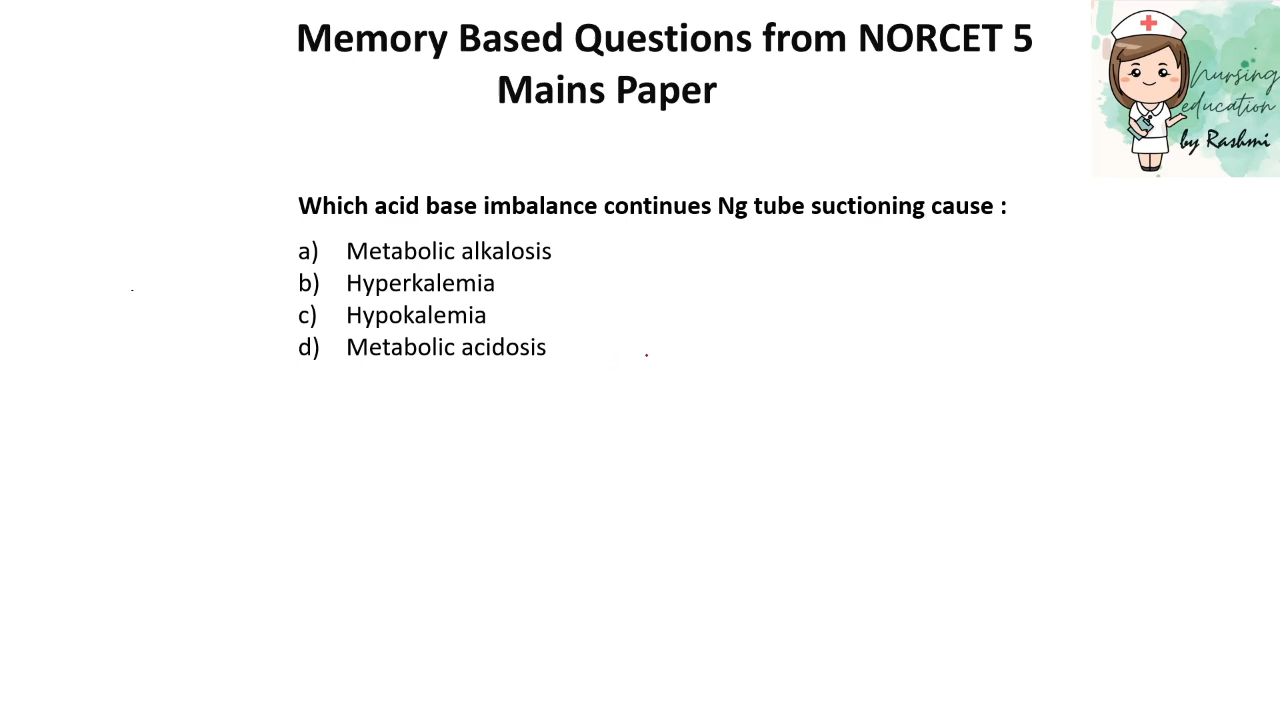 Memory Based Questions from NORCET 5
Mains Paper
Nursing
education
by Rashmi
Which acid base imbalance continues Ng tube suctioning cause :
a) Metabolic alkalosis
b) Hyperkalemia
c) Hypokalemia
d) Metabolic acidosis